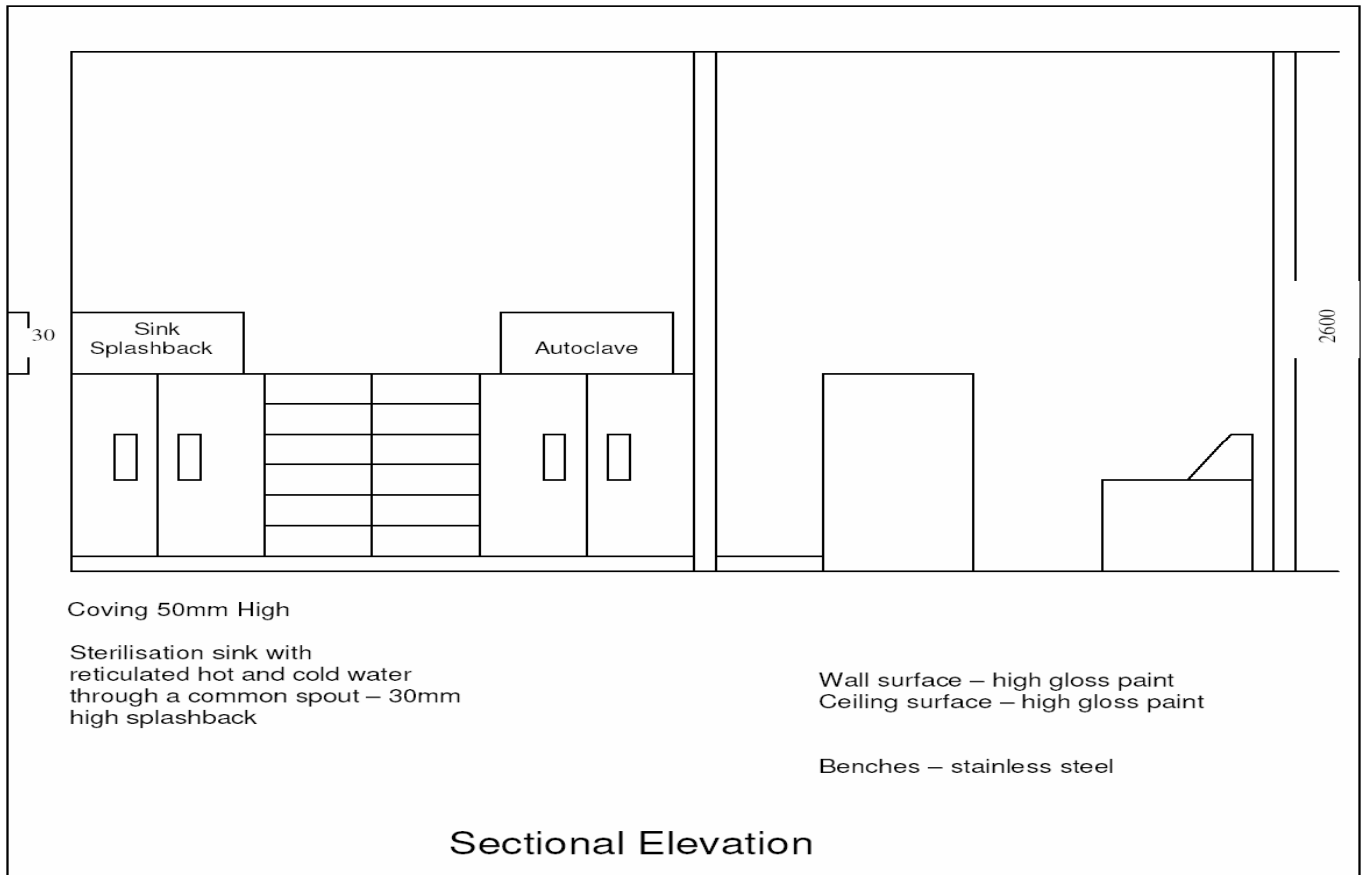 Sink
Splashback
30
Autoclave
2600
Coving 50mm High
Sterilisation sink with
reticulated hot and cold water
through a common spout – 30mm
high splashback
Wall surface – high gloss paint
Ceiling surface – high gloss paint
Benches – stainless steel
Sectional Elevation